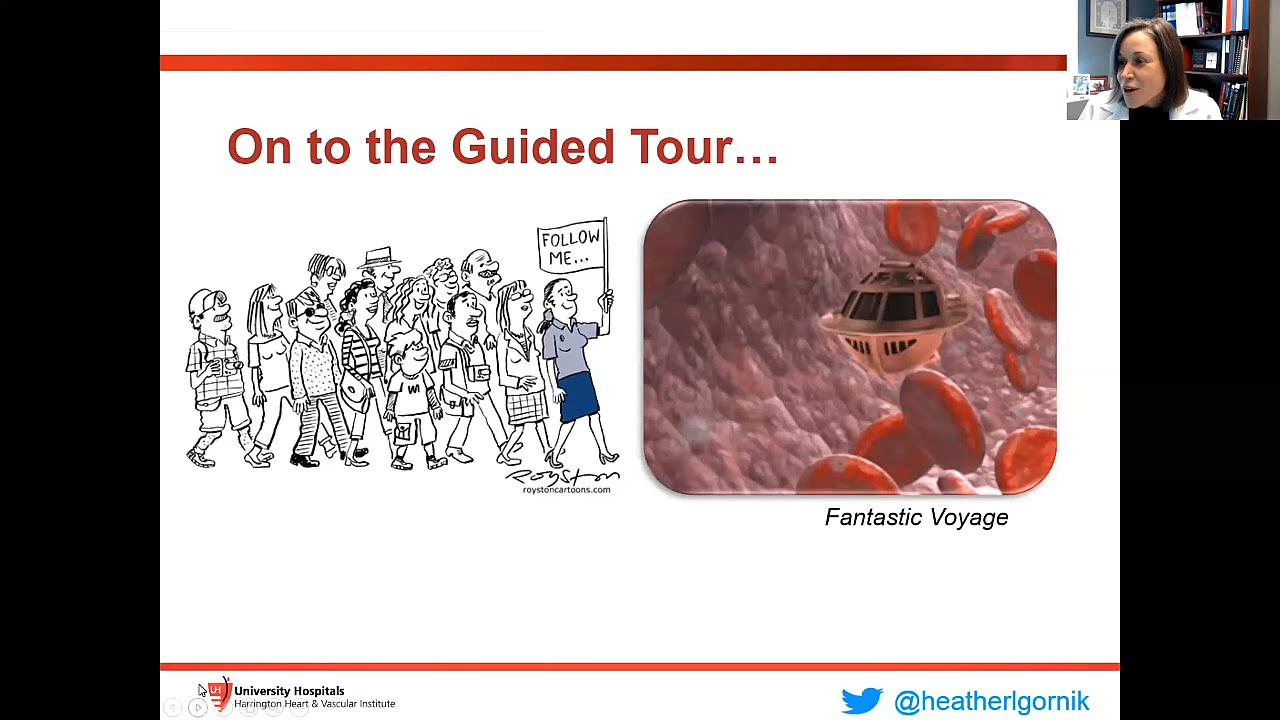 On to the Guided Tour…
FOLLOW
ME...
W
ROYSTON
roystoncartoons.com
Fantastic Voyage
UH
University Hospitals
Harrington Heart & Vascular Institute
@heatherlgornik